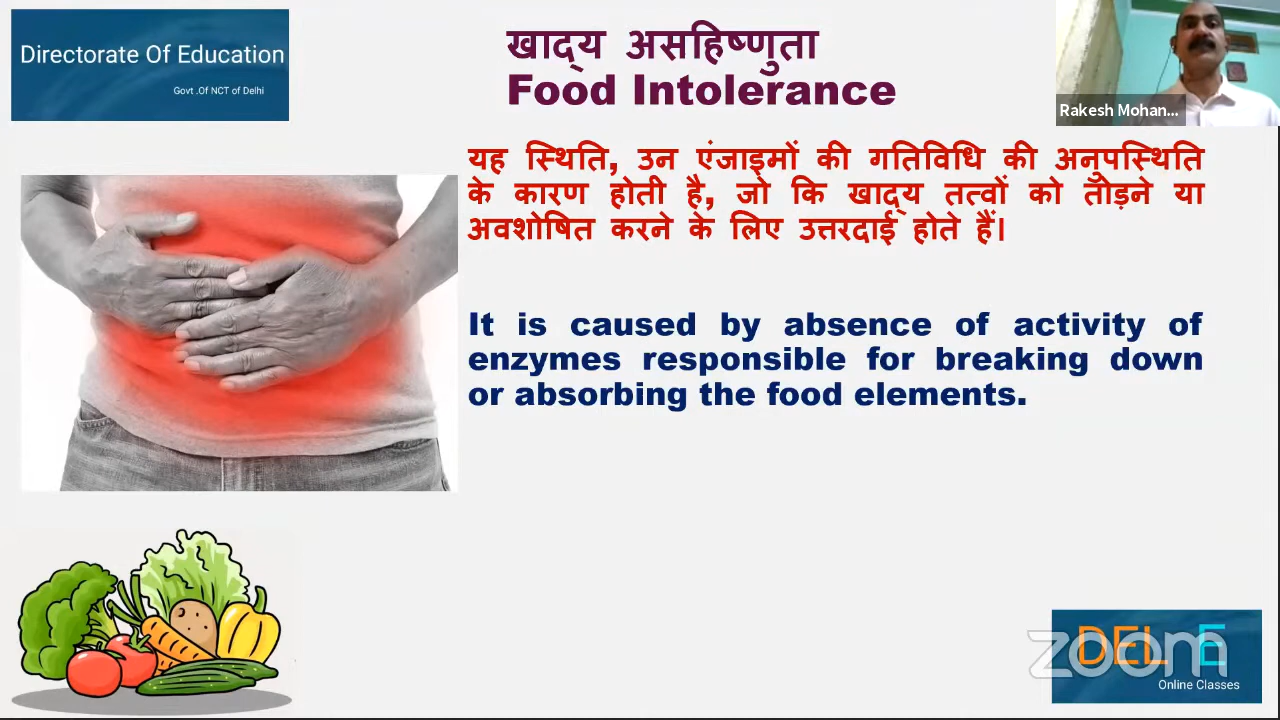 Directorate Of Education
Govt .Of NCT of Delhi
खाद्य असहिष्णुता
Food Intolerance
Rakesh Mohan...
यह स्थिति, उन एंजाइमों की गतिविधि की अनुपस्थिति
के कारण होती है, जो कि खाद्य तत्वों को तोड़ने या
अवशोषित करने के लिए उत्तरदाई होते हैं।
It is caused by absence of activity of
enzymes responsible for breaking down
or absorbing the food elements.
zoom
Online Classes